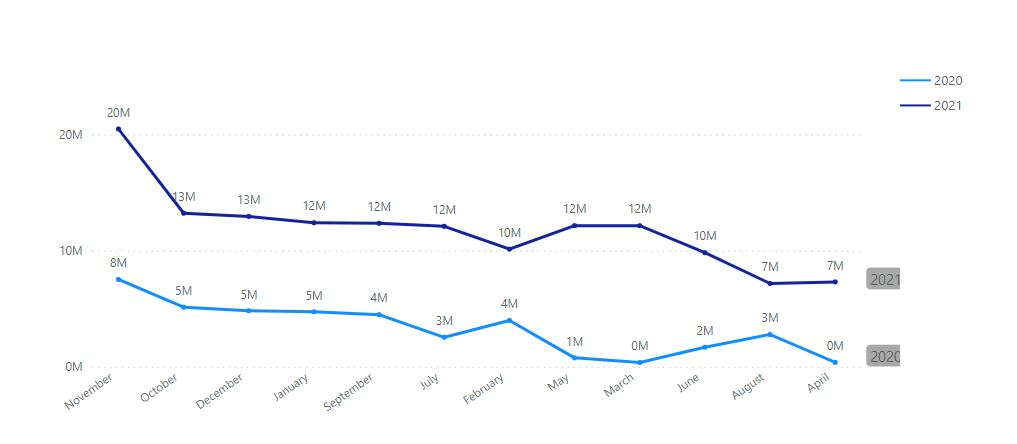 2020
2021
20M
20M
13M
13M
12M
12M
12M
10M
12M
12M
10M
7M
7M
10M
8M
5M
5M
5M
4M
3M
4M
1M
0M
2M
3M
0M
2021
2020
0M
November
October
December
January
September
July
February
May
March
June
August
April